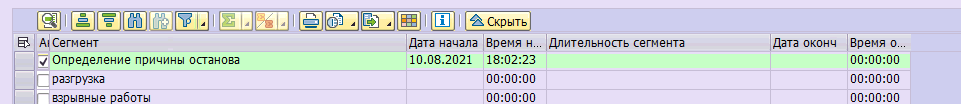 Скрыть
А Сегмент Дата начала Время н... Длительность сегмента Дата оконч Время о...
Определение причины останова 10.08.2021 18:02:23 00:00:00
разгрузка 00:00:00 00:00:00
взрывные работы 00:00:00 00:00:00